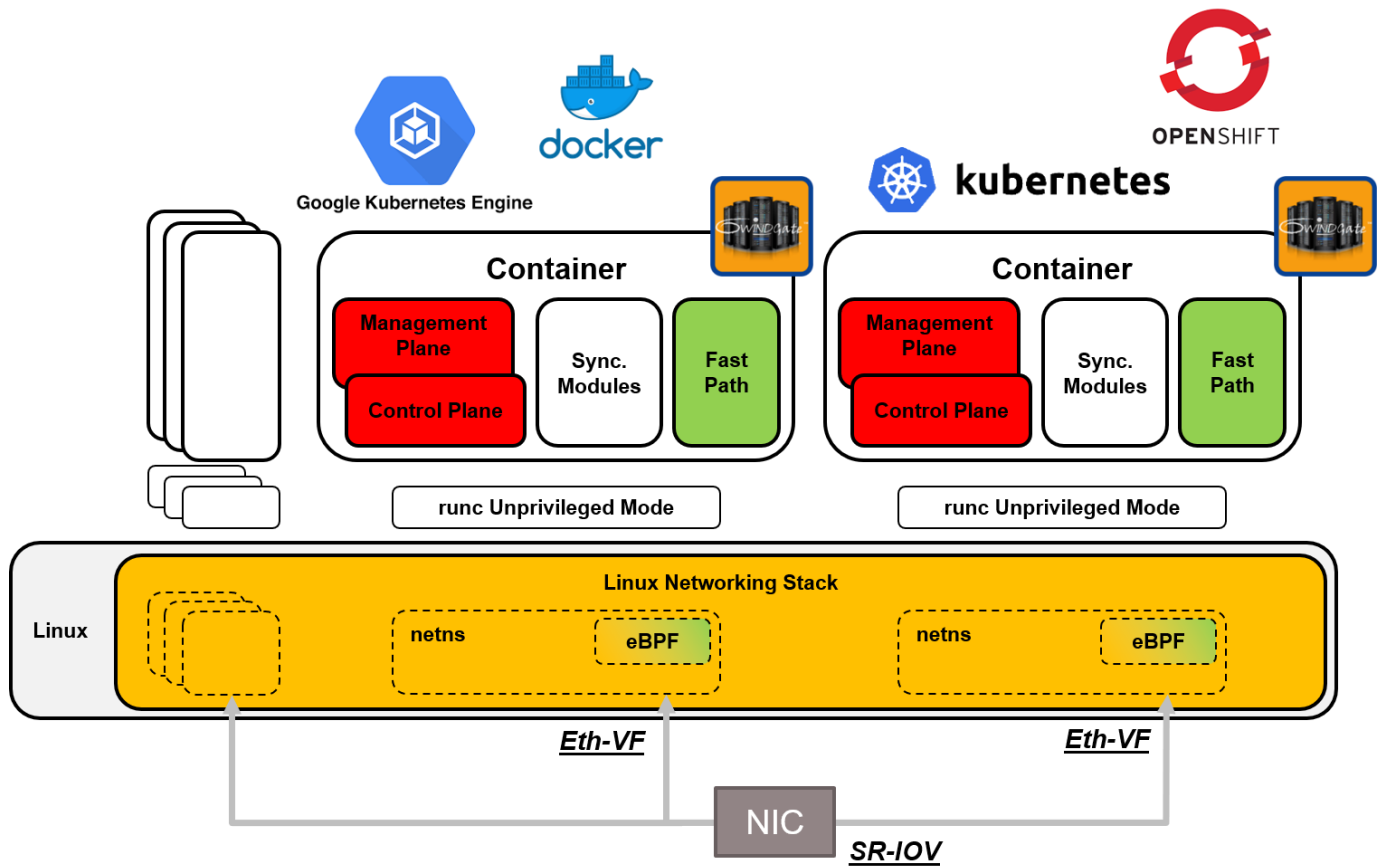 docker
OPENSHIFT
kubernetes
Google Kubernetes Engine
6WINDGate™
6WINDGate™
Container
Container
Management
Plane
Control Plane
Sync.
Modules
Fast
Path
Management
Plane
Control Plane
Sync.
Modules
Fast
Path
runc Unprivileged Mode
runc Unprivileged Mode
Linux Networking Stack
Linux
netns
eBPF
netns
eBPF
Eth-VF
Eth-VF
NIC
SR-IOV